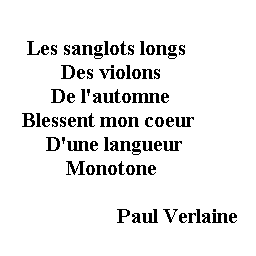 Les sanglots longs
Des violons
De l'automne
Blessent mon coeur
D'une langueur
Monotone
Paul Verlaine